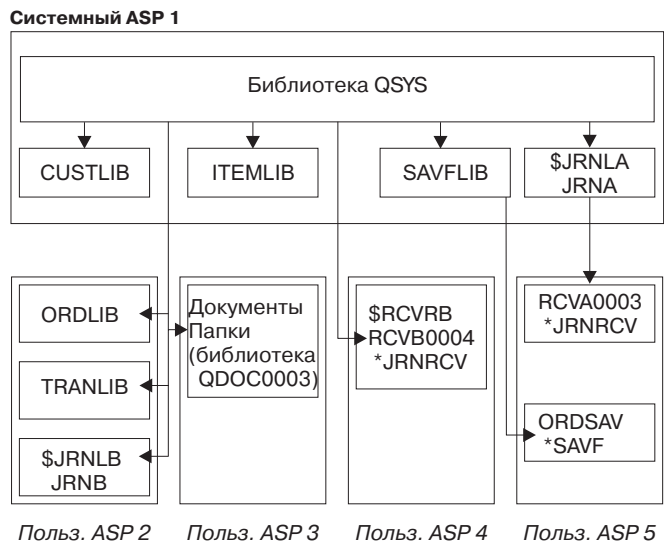 Системный ASP 1
Библиотека QSYS
CUSTLIB
ITEMLIB
SAVFLIB
$JRNLA
JRNA
ORDLIB
TRANLIB
$JRNLB
JRNB
Документы
Папки
(библиотека
QDOC0003)
$RCVRB
RCVB0004
*JRNRCV
RCVA0003
*JRNRCV
ORDSAV
*SAVF
Польз. ASP 2
Польз. ASP 3
Польз. ASP 4
Польз. ASP 5